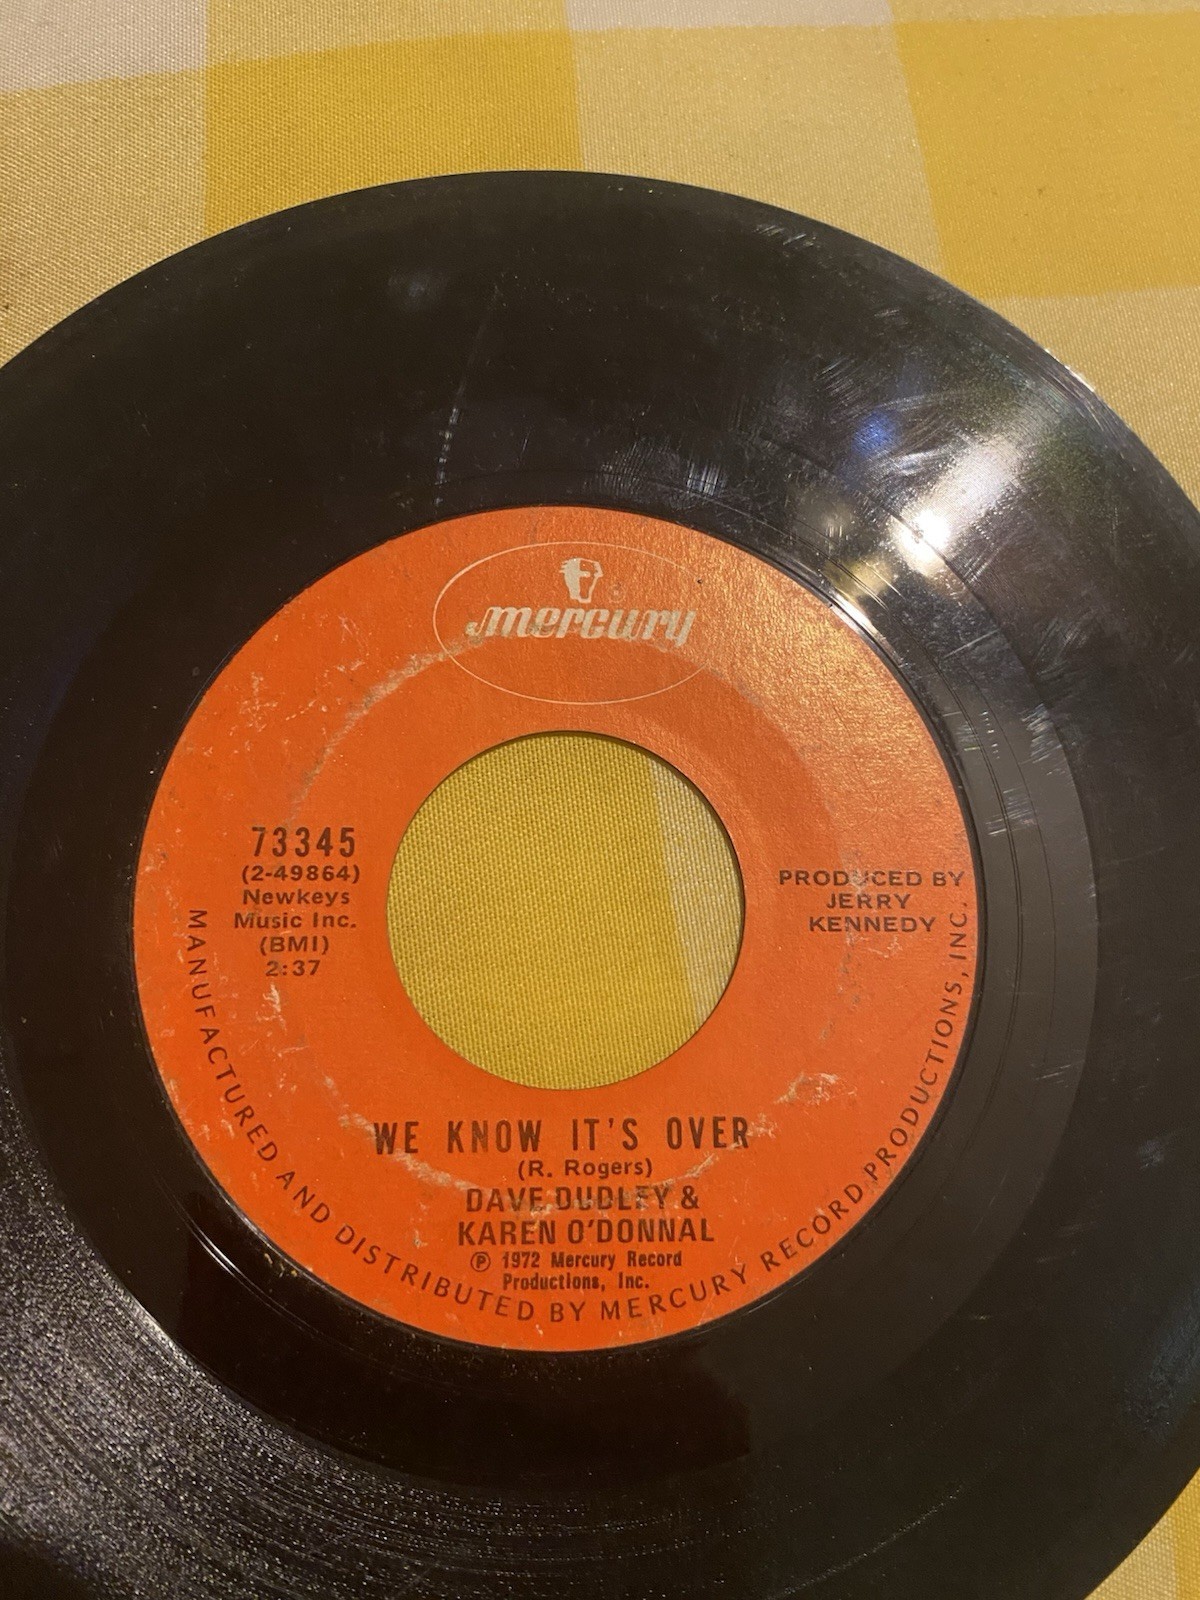 mercury
73345
(2-49864)
Newkeys
Music Inc.
(BMI)
2:37
PRODUCED BY
JERRY
KENNEDY
WE KNOW IT'S OVER
(R. Rogers)
DAVE DUDLEY &
KAREN O'DONNAL
℗ 1972 Mercury Record
Productions, Inc.
MANUFACTURED AND DISTRIBUTED BY MERCURY RECORD PRODUCTIONS, INC.